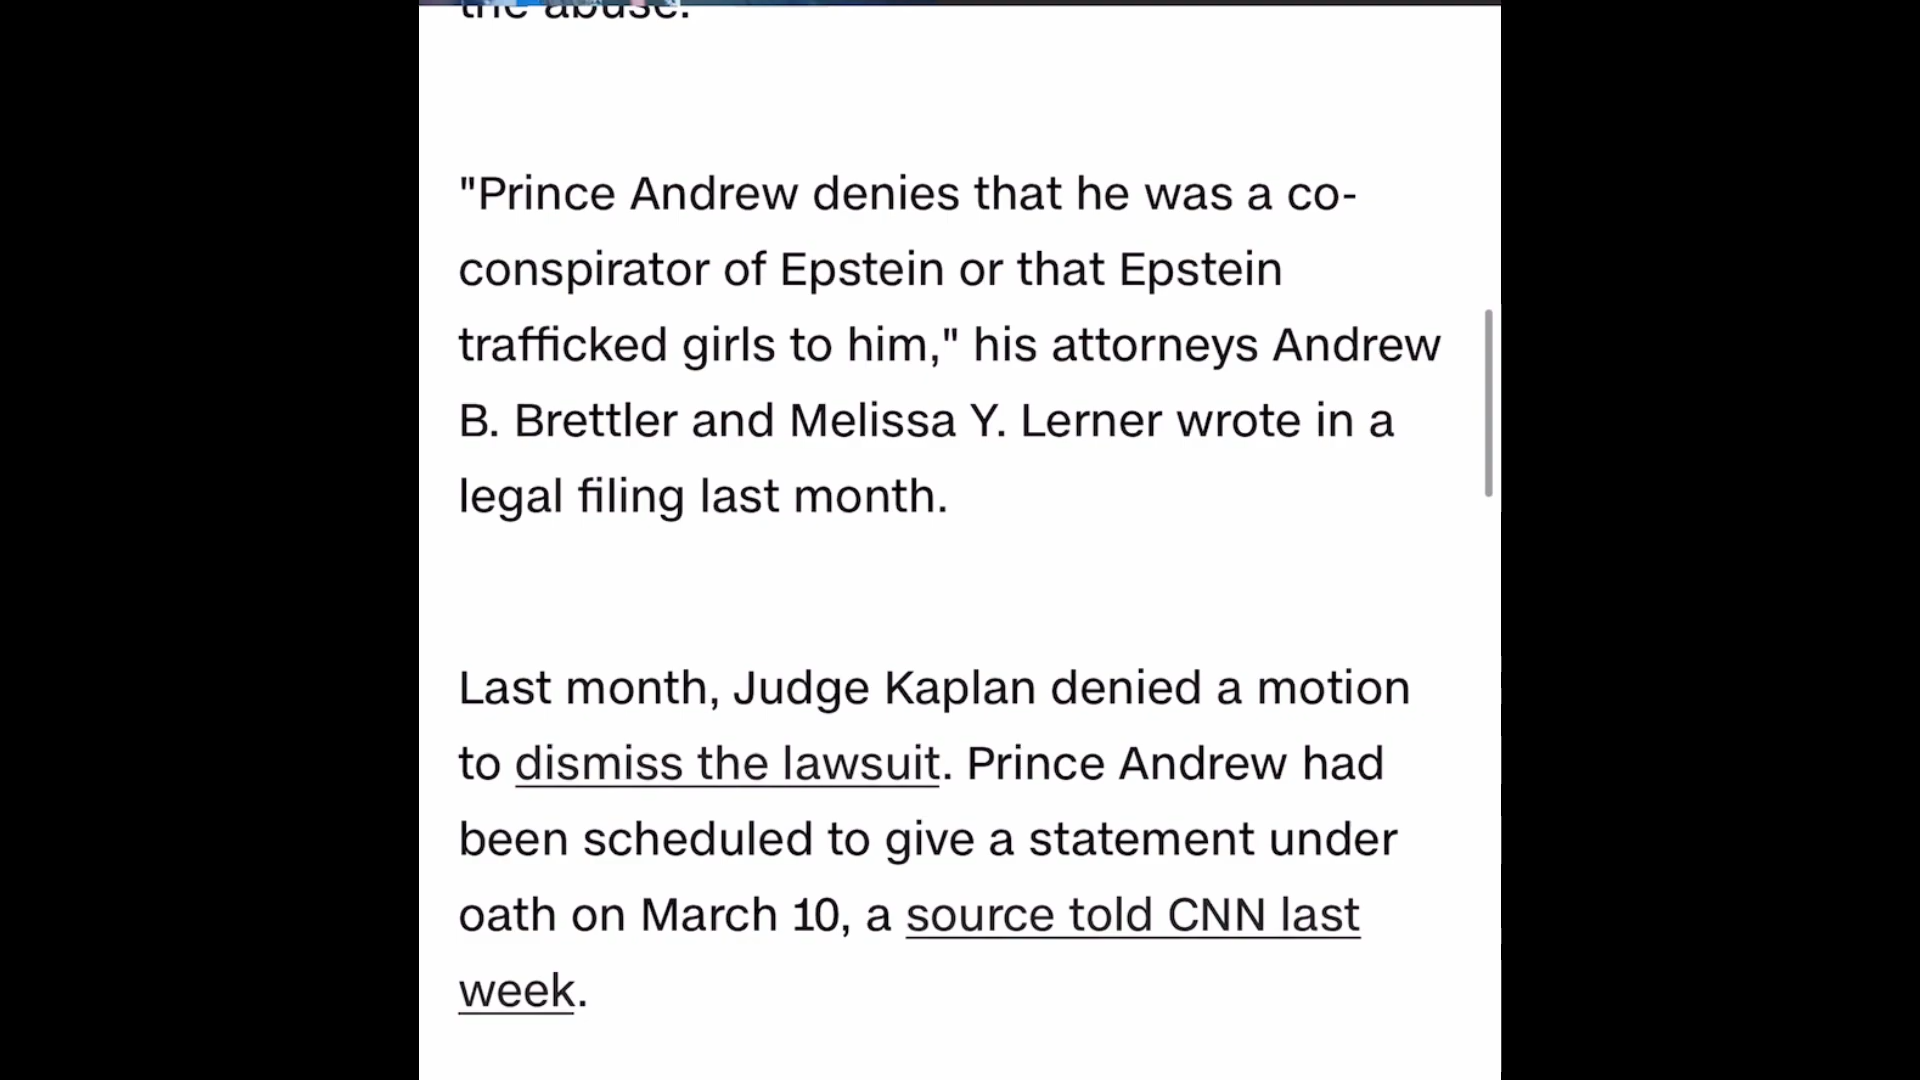 the abuse.
"Prince Andrew denies that he was a co-
conspirator of Epstein or that Epstein
trafficked girls to him," his attorneys Andrew
B. Brettler and Melissa Y. Lerner wrote in a
legal filing last month.
Last month, Judge Kaplan denied a motion
to dismiss the lawsuit. Prince Andrew had
been scheduled to give a statement under
oath on March 10, a source told CNN last
week.